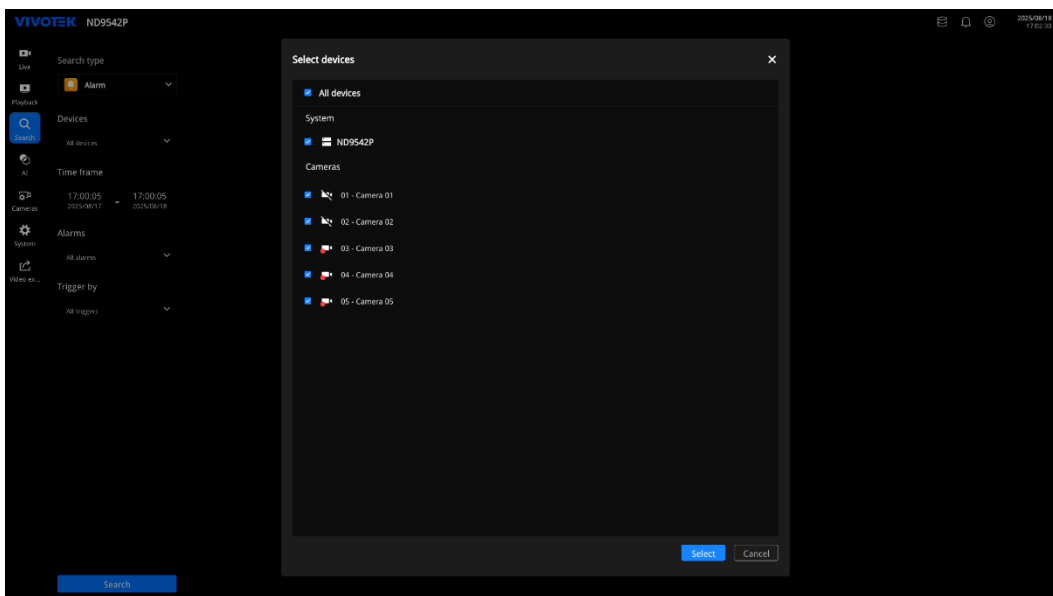 VIVOTEK ND9542P
2025/08/18
17:02:33
Live
Playback
Search
AI
Cameras
System
Video ex...
Search type
Alarm
Devices
All devices
Time frame
17:00:05 – 17:00:05
2025/08/17 2025/08/18
Alarms
All alarms
Trigger by
All triggers
Search
Select devices
All devices
System
ND9542P
Cameras
01 - Camera 01
02 - Camera 02
03 - Camera 03
04 - Camera 04
05 - Camera 05
Select Cancel